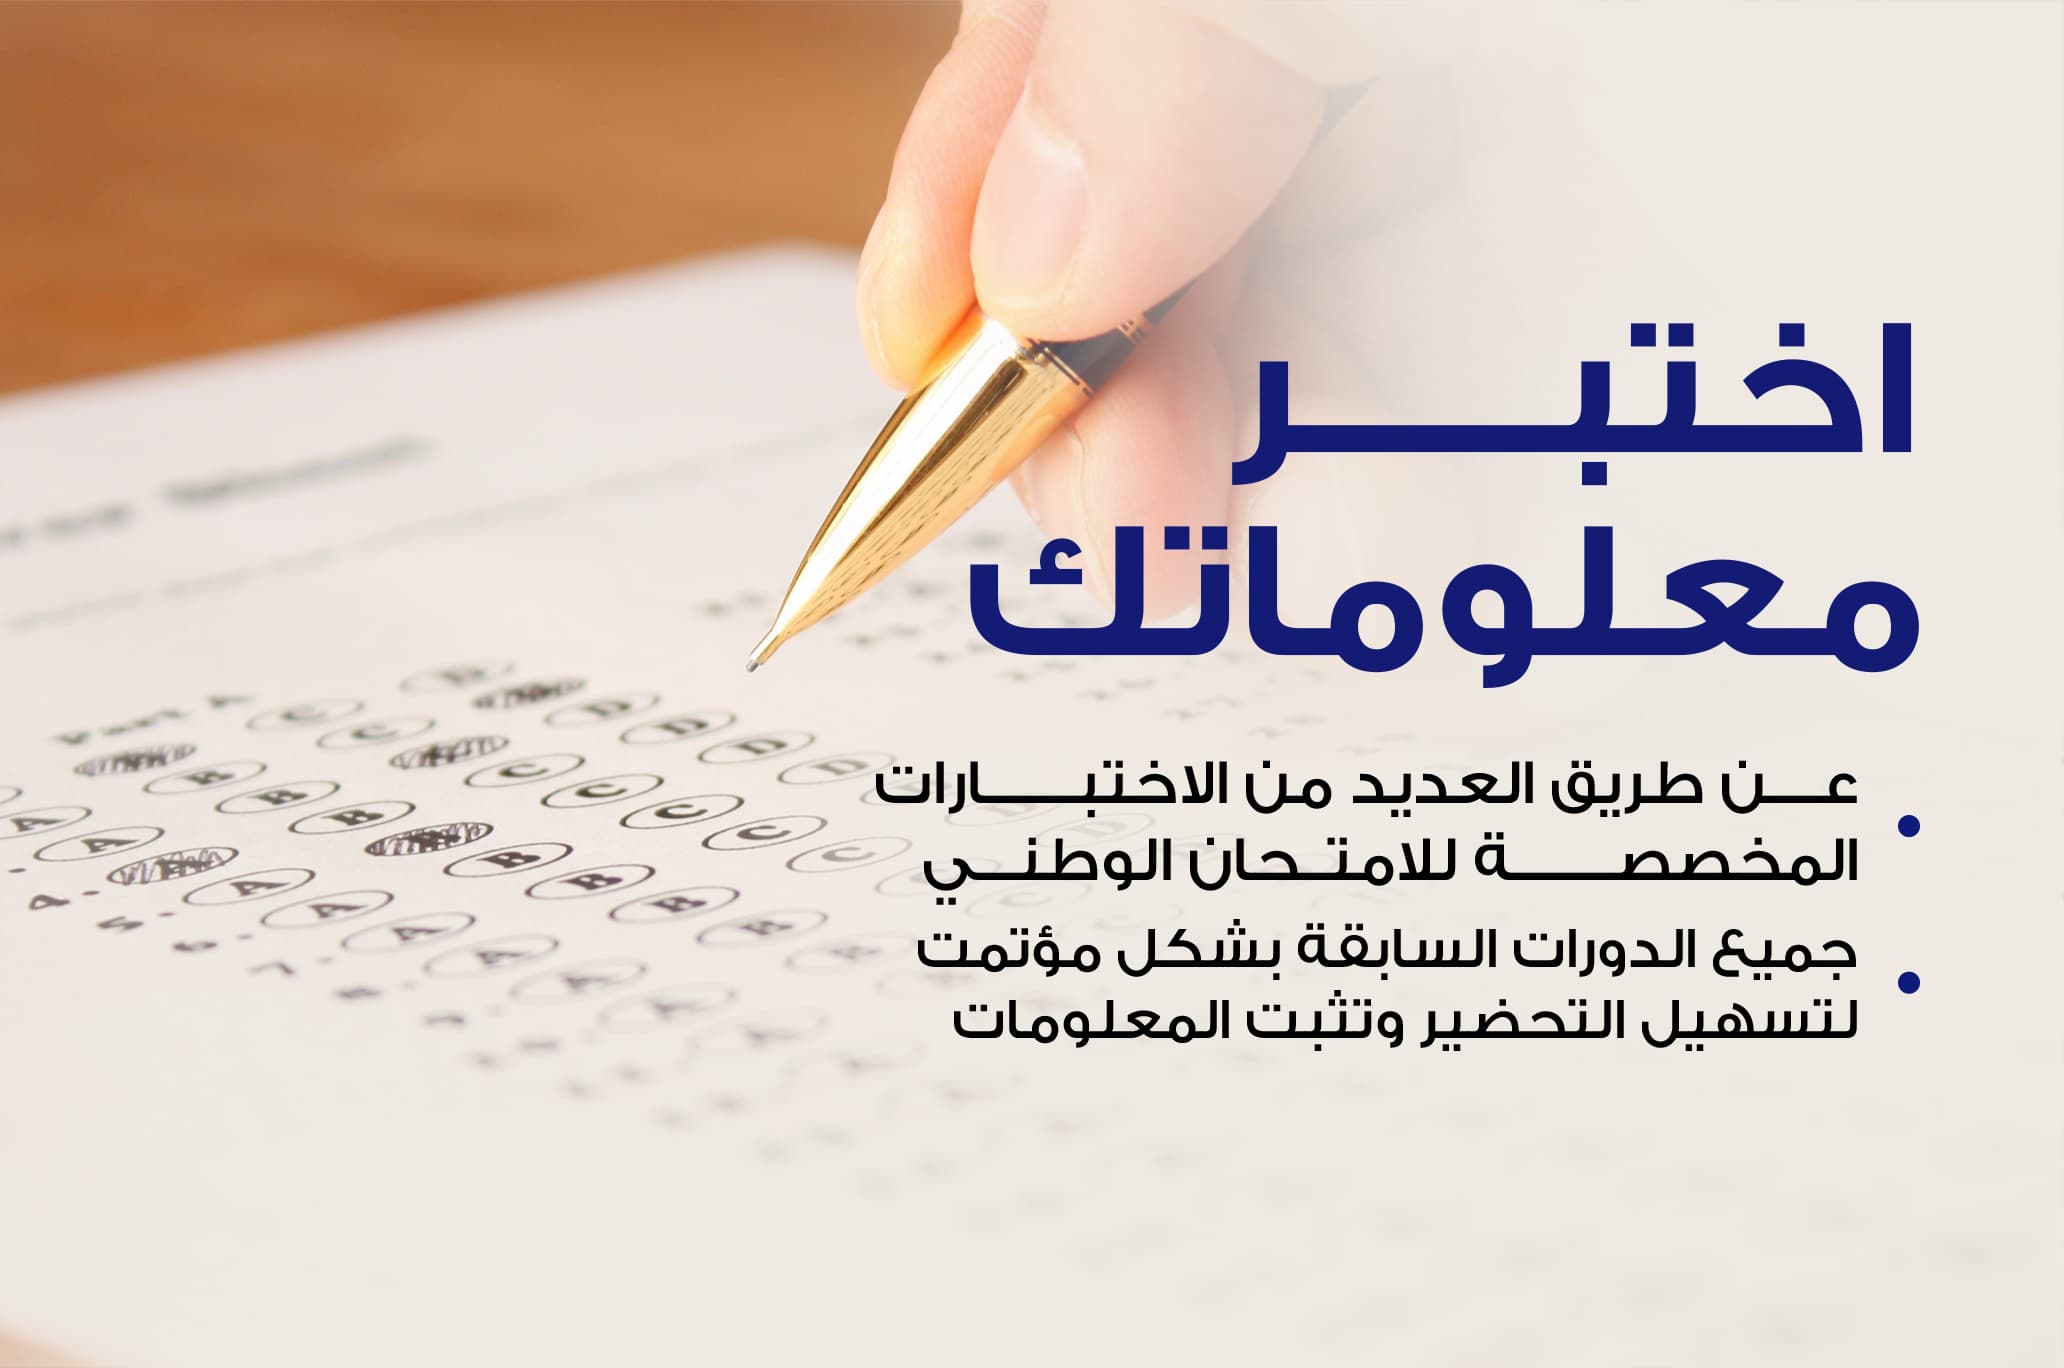 اختبر
معلوماتك
عن طريق العديد من الاختبارات
المخصصة للامتحان الوطني
جميع الدورات السابقة بشكل مؤتمت
لتسهيل التحضير وتثبت المعلومات
Part A